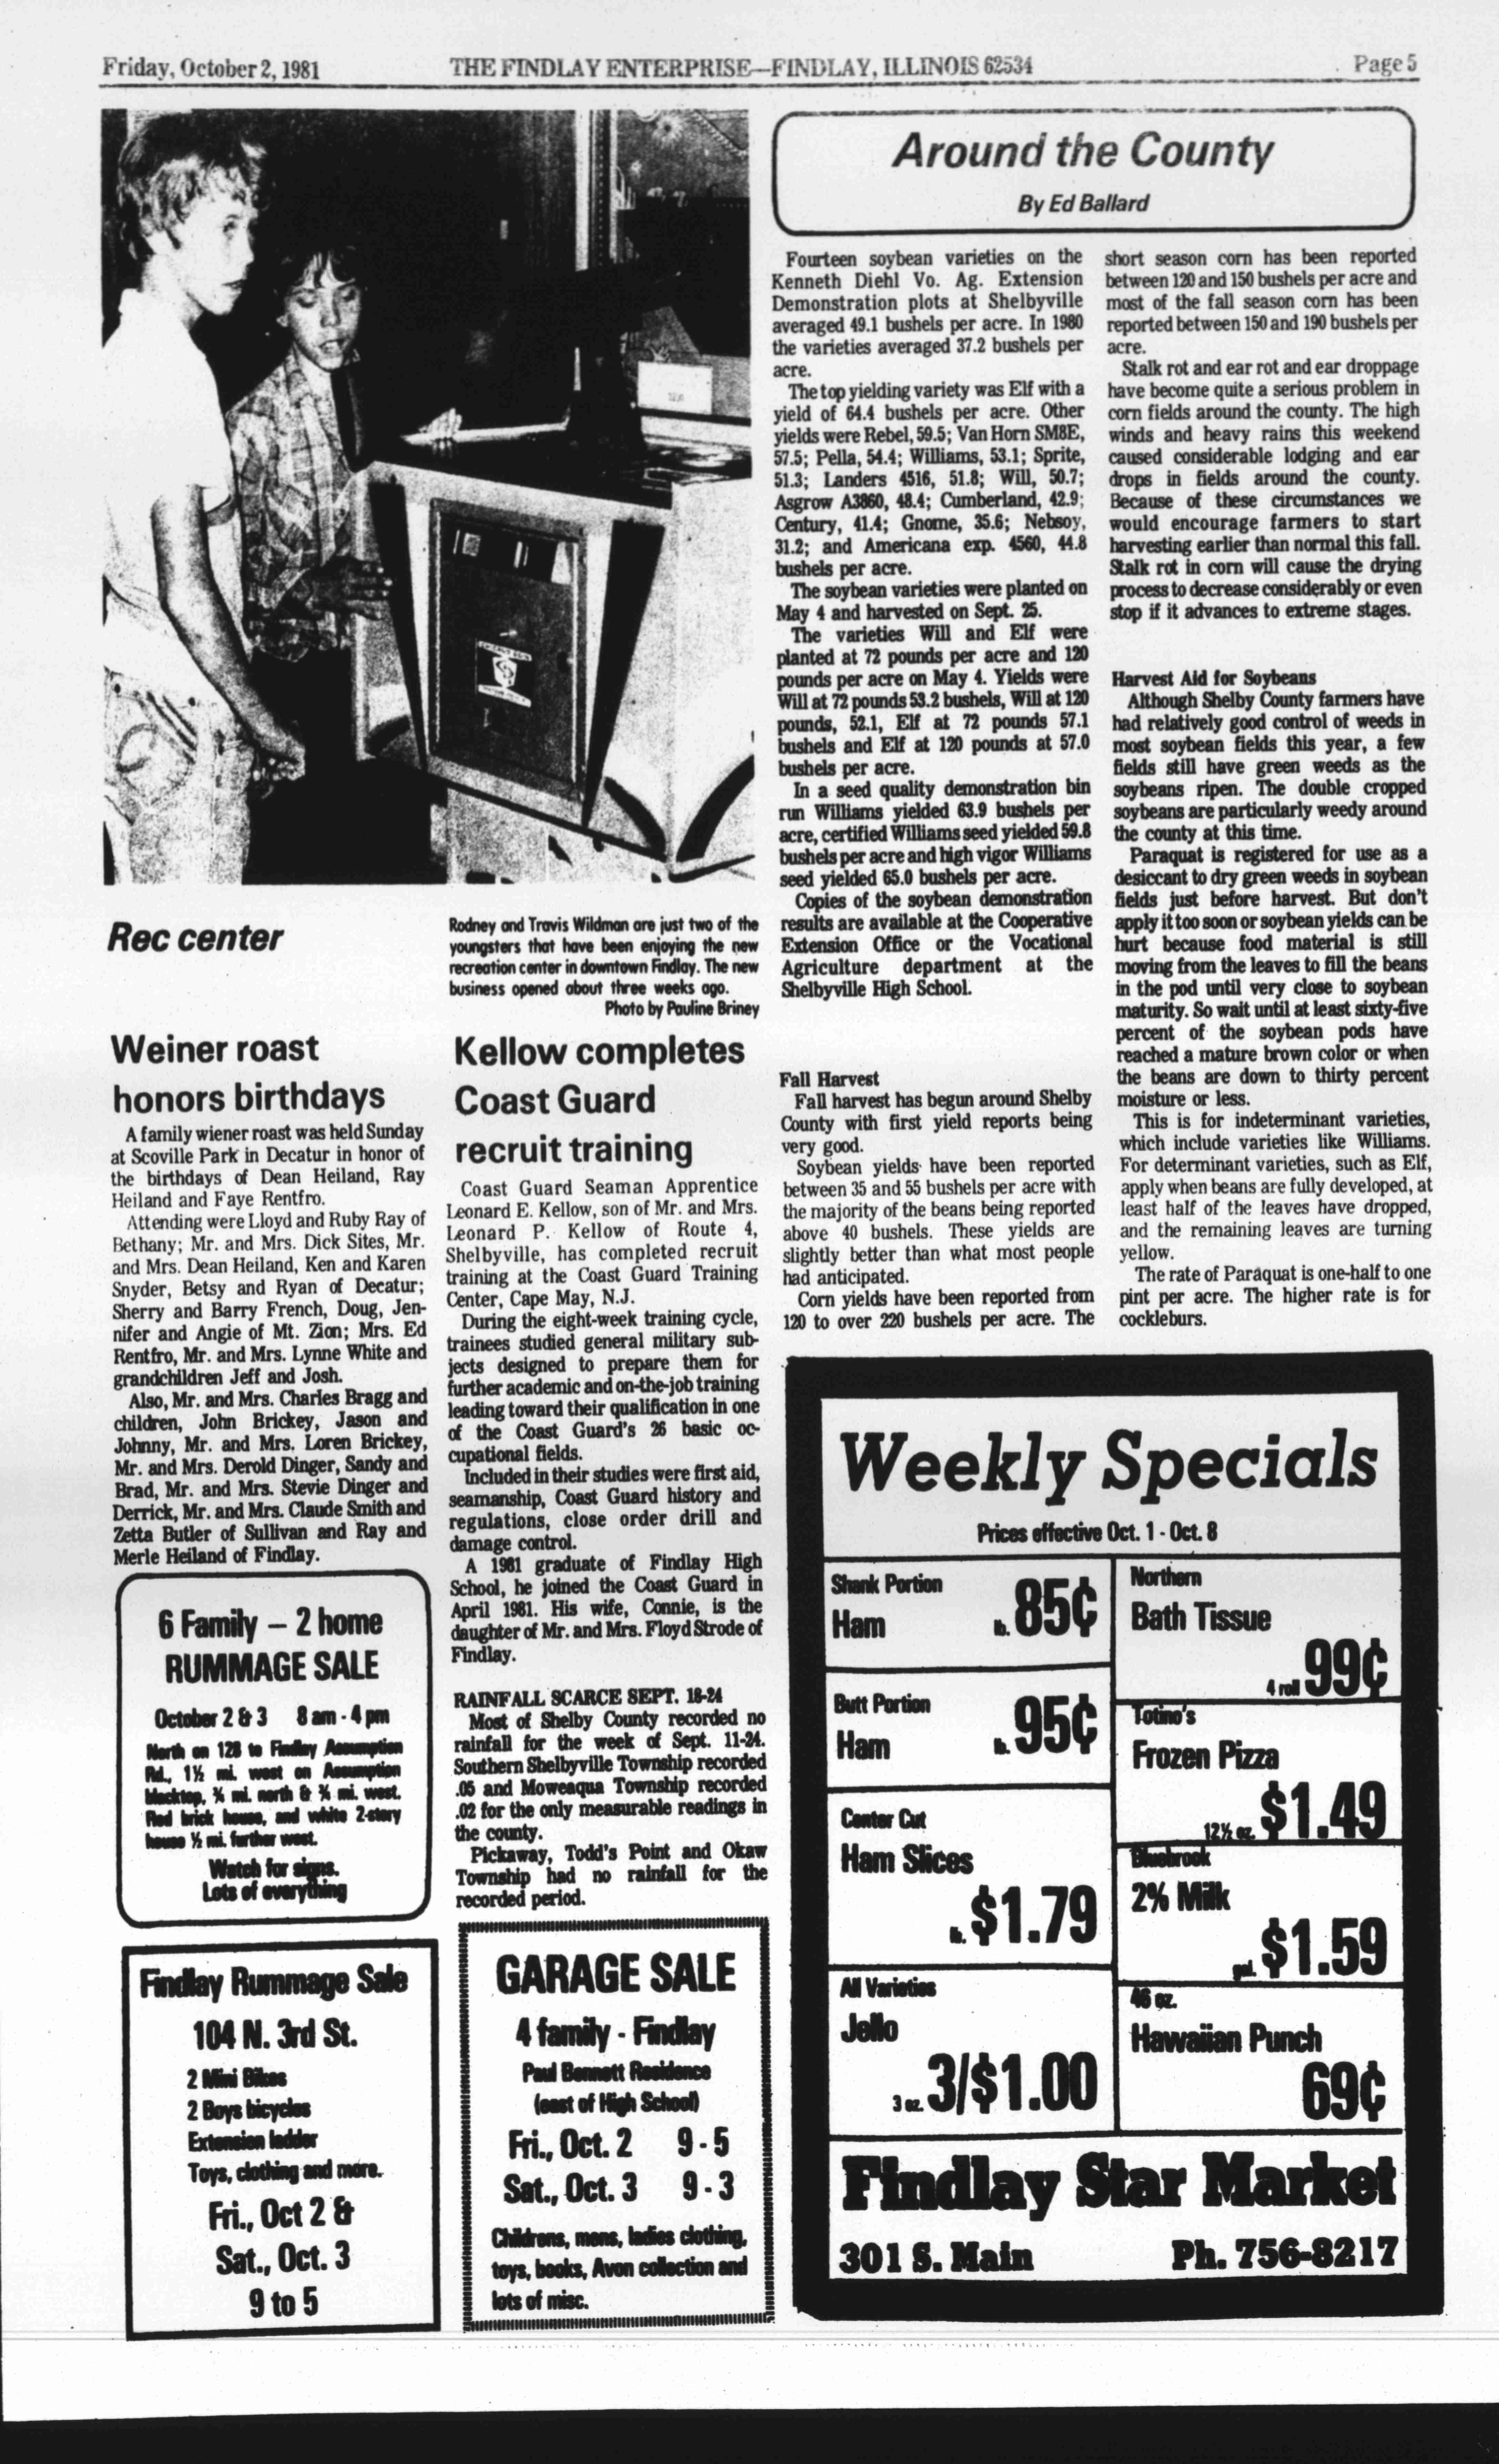 Friday, October 2, 1981
THE FINDLAY ENTERPRISE—FINDLAY, ILLINOIS 62534
Page 5
Rec center
Rodney and Travis Wildman are just two of the
youngsters that have been enjoying the new
recreation center in downtown Findlay. The new
business opened about three weeks ago.
Photo by Pauline Briney
Weiner roast
honors birthdays
A family wiener roast was held Sunday
at Scoville Park in Decatur in honor of
the birthdays of Dean Heiland, Ray
Heiland and Faye Rentfro.
Attending were Lloyd and Ruby Ray of
Bethany; Mr. and Mrs. Dick Sites, Mr.
and Mrs. Dean Heiland, Ken and Karen
Snyder, Betsy and Ryan of Decatur;
Sherry and Barry French, Doug, Jen-
nifer and Angie of Mt. Zion; Mrs. Ed
Rentfro, Mr. and Mrs. Lynne White and
grandchildren Jeff and Josh.
Also, Mr. and Mrs. Charles Bragg and
children, John Brickey, Jason and
Johnny, Mr. and Mrs. Loren Brickey,
Mr. and Mrs. Derold Dinger, Sandy and
Brad, Mr. and Mrs. Stevie Dinger and
Derrick, Mr. and Mrs. Claude Smith and
Zetta Butler of Sullivan and Ray and
Merle Heiland of Findlay.
6 Family – 2 home
RUMMAGE SALE
October 2 & 3 8 am - 4 pm
North on 128 to Findlay Assumption
Rd., 1½ mi. west on Assumption
blacktop, ¾ mi. north & ¾ mi. west.
Red brick house, and white 2-story
house ½ mi. further west.
Watch for signs.
Lots of everything
Findlay Rummage Sale
104 N. 3rd St.
2 Mini Bikes
2 Boys bicycles
Extension ladder
Toys, clothing and more.
Fri., Oct 2 &
Sat., Oct. 3
9 to 5
Kellow completes
Coast Guard
recruit training
Coast Guard Seaman Apprentice
Leonard E. Kellow, son of Mr. and Mrs.
Leonard P. Kellow of Route 4,
Shelbyville, has completed recruit
training at the Coast Guard Training
Center, Cape May, N.J.
During the eight-week training cycle,
trainees studied general military sub-
jects designed to prepare them for
further academic and on-the-job training
leading toward their qualification in one
of the Coast Guard's 26 basic oc-
cupational fields.
Included in their studies were first aid,
seamanship, Coast Guard history and
regulations, close order drill and
damage control.
A 1981 graduate of Findlay High
School, he joined the Coast Guard in
April 1981. His wife, Connie, is the
daughter of Mr. and Mrs. Floyd Strode of
Findlay.
RAINFALL SCARCE SEPT. 18-24
Most of Shelby County recorded no
rainfall for the week of Sept. 11-24.
Southern Shelbyville Township recorded
.05 and Moweaqua Township recorded
.02 for the only measurable readings in
the county.
Pickaway, Todd's Point and Okaw
Township had no rainfall for the
recorded period.
GARAGE SALE
4 family - Findlay
Paul Bennett Residence
(east of High School)
Fri., Oct. 2 9 - 5
Sat., Oct. 3 9 - 3
Childrens, mens, ladies clothing,
toys, books, Avon collection and
lots of misc.
Around the County
By Ed Ballard
Fourteen soybean varieties on the
Kenneth Diehl Vo. Ag. Extension
Demonstration plots at Shelbyville
averaged 49.1 bushels per acre. In 1980
the varieties averaged 37.2 bushels per
acre.
The top yielding variety was Elf with a
yield of 64.4 bushels per acre. Other
yields were Rebel, 59.5; Van Horn SM8E,
57.5; Pella, 54.4; Williams, 53.1; Sprite,
51.3; Landers 4516, 51.8; Will, 50.7;
Asgrow A3860, 48.4; Cumberland, 42.9;
Century, 41.4; Gnome, 35.6; Nebsoy,
31.2; and Americana exp. 4560, 44.8
bushels per acre.
The soybean varieties were planted on
May 4 and harvested on Sept. 25.
The varieties Will and Elf were
planted at 72 pounds per acre and 120
pounds per acre on May 4. Yields were
Will at 72 pounds 53.2 bushels, Will at 120
pounds, 52.1, Elf at 72 pounds 57.1
bushels and Elf at 120 pounds at 57.0
bushels per acre.
In a seed quality demonstration bin
run Williams yielded 63.9 bushels per
acre, certified Williams seed yielded 59.8
bushels per acre and high vigor Williams
seed yielded 65.0 bushels per acre.
Copies of the soybean demonstration
results are available at the Cooperative
Extension Office or the Vocational
Agriculture department at the
Shelbyville High School.
Fall Harvest
Fall harvest has begun around Shelby
County with first yield reports being
very good.
Soybean yields have been reported
between 35 and 55 bushels per acre with
the majority of the beans being reported
above 40 bushels. These yields are
slightly better than what most people
had anticipated.
Corn yields have been reported from
120 to over 220 bushels per acre. The
short season corn has been reported
between 120 and 150 bushels per acre and
most of the fall season corn has been
reported between 150 and 190 bushels per
acre.
Stalk rot and ear rot and ear droppage
have become quite a serious problem in
corn fields around the county. The high
winds and heavy rains this weekend
caused considerable lodging and ear
drops in fields around the county.
Because of these circumstances we
would encourage farmers to start
harvesting earlier than normal this fall.
Stalk rot in corn will cause the drying
process to decrease considerably or even
stop if it advances to extreme stages.
Harvest Aid for Soybeans
Although Shelby County farmers have
had relatively good control of weeds in
most soybean fields this year, a few
fields still have green weeds as the
soybeans ripen. The double cropped
soybeans are particularly weedy around
the county at this time.
Paraquat is registered for use as a
desiccant to dry green weeds in soybean
fields just before harvest. But don't
apply it too soon or soybean yields can be
hurt because food material is still
moving from the leaves to fill the beans
in the pod until very close to soybean
maturity. So wait until at least sixty-five
percent of the soybean pods have
reached a mature brown color or when
the beans are down to thirty percent
moisture or less.
This is for indeterminant varieties,
which include varieties like Williams.
For determinant varieties, such as Elf,
apply when beans are fully developed, at
least half of the leaves have dropped,
and the remaining leaves are turning
yellow.
The rate of Paraquat is one-half to one
pint per acre. The higher rate is for
cockleburs.
Weekly Specials
Prices effective Oct. 1 - Oct. 8
Shank Portion
Ham
lb. 85¢
Butt Portion
Ham
lb. 95¢
Center Cut
Ham Slices
lb. $1.79
All Varieties
Jello
3 oz. 3/$1.00
Northern
Bath Tissue
4 roll 99¢
Totino's
Frozen Pizza
12½ oz. $1.49
Bluebrook
2% Milk
gal. $1.59
46 oz.
Hawaiian Punch
69¢
Findlay Star Market
301 S. Main
Ph. 756-8217